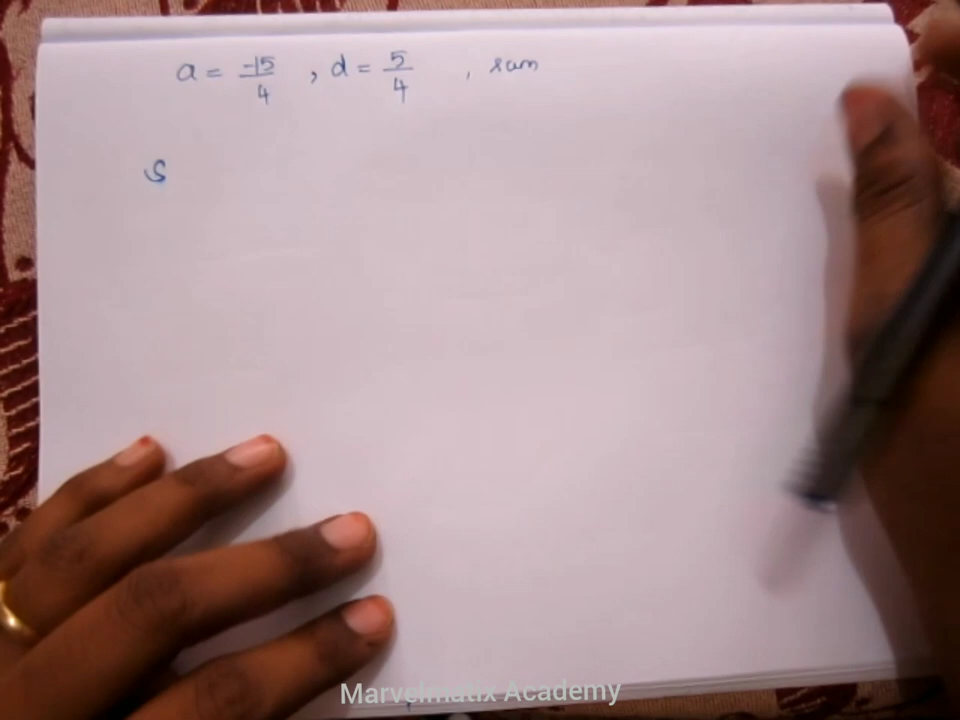 a = -15/4 , d = 5/4 , sum
S
Marvelmatix Academy